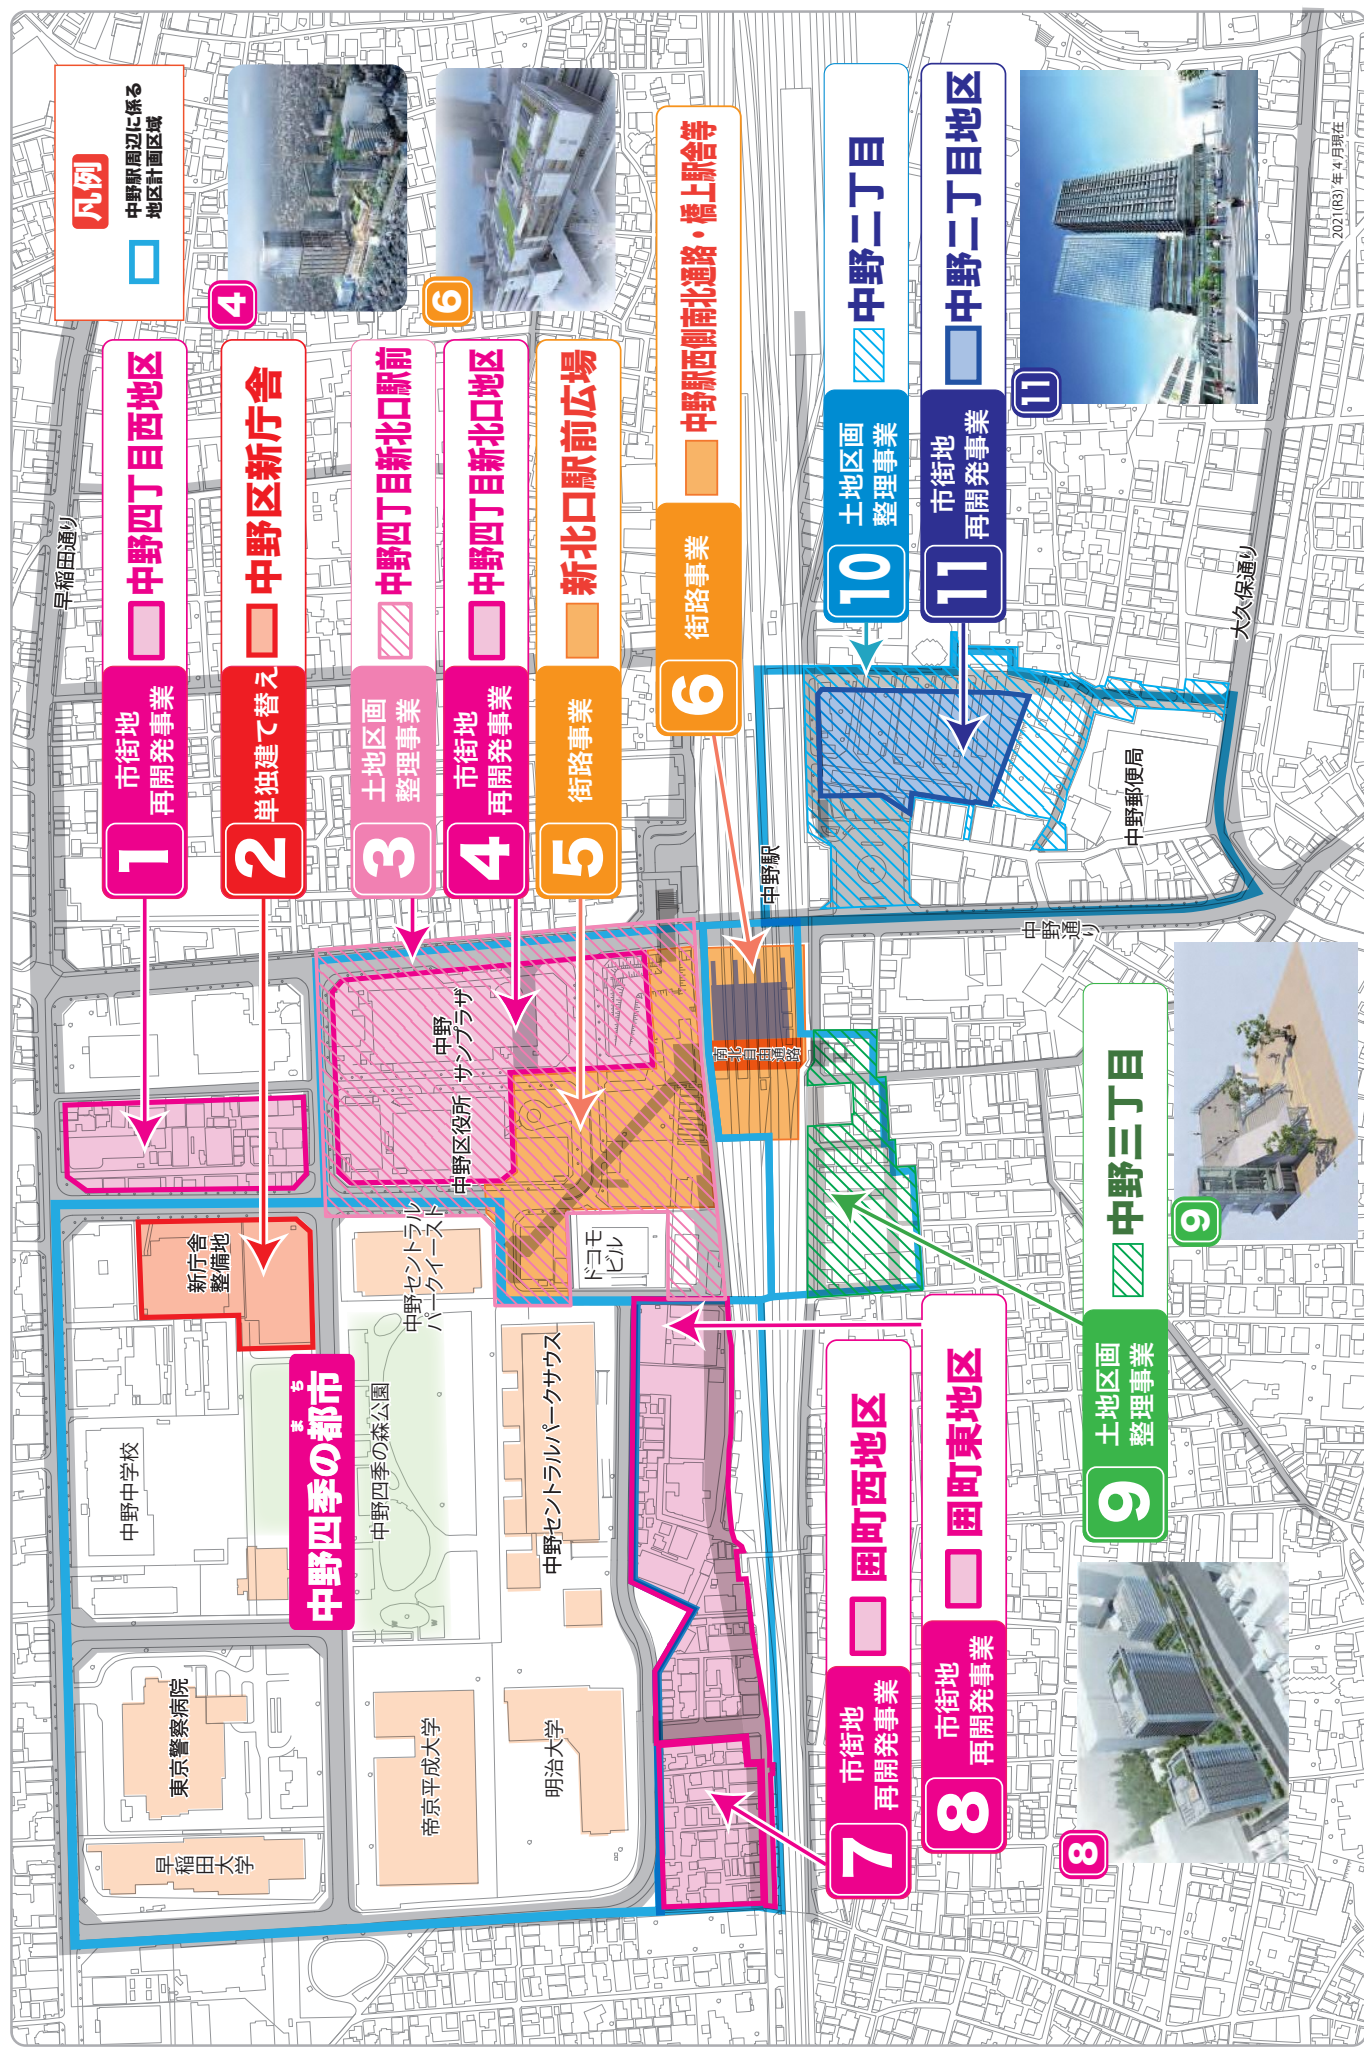 凡例
中野駅周辺に係る
地区計画区域
早稲田通り
1
市街地
再開発事業
中野四丁目西地区
2
単独建て替え
中野区新庁舎
3
土地区画
整理事業
中野四丁目新北口駅前
4
市街地
再開発事業
中野四丁目新北口地区
5
街路事業
新北口駅前広場
6
街路事業
中野駅西側南北通路・橋上駅舎等
4
6
10
土地区画
整理事業
中野二丁目
11
市街地
再開発事業
中野二丁目地区
11
2021(R3)年4月現在
大久保通り
中野郵便局
中野駅
中野通り
南北自由通路
中野
サンプラザ
中野区役所
新庁舎
整備地
中野セントラル
パークイースト
ドコモ
ビル
中野セントラルパークサウス
まち
中野四季の都市
中野四季の森公園
中野中学校
東京警察病院
早稲田大学
帝京平成大学
明治大学
7
市街地
再開発事業
囲町西地区
8
市街地
再開発事業
囲町東地区
9
土地区画
整理事業
中野三丁目
9
8